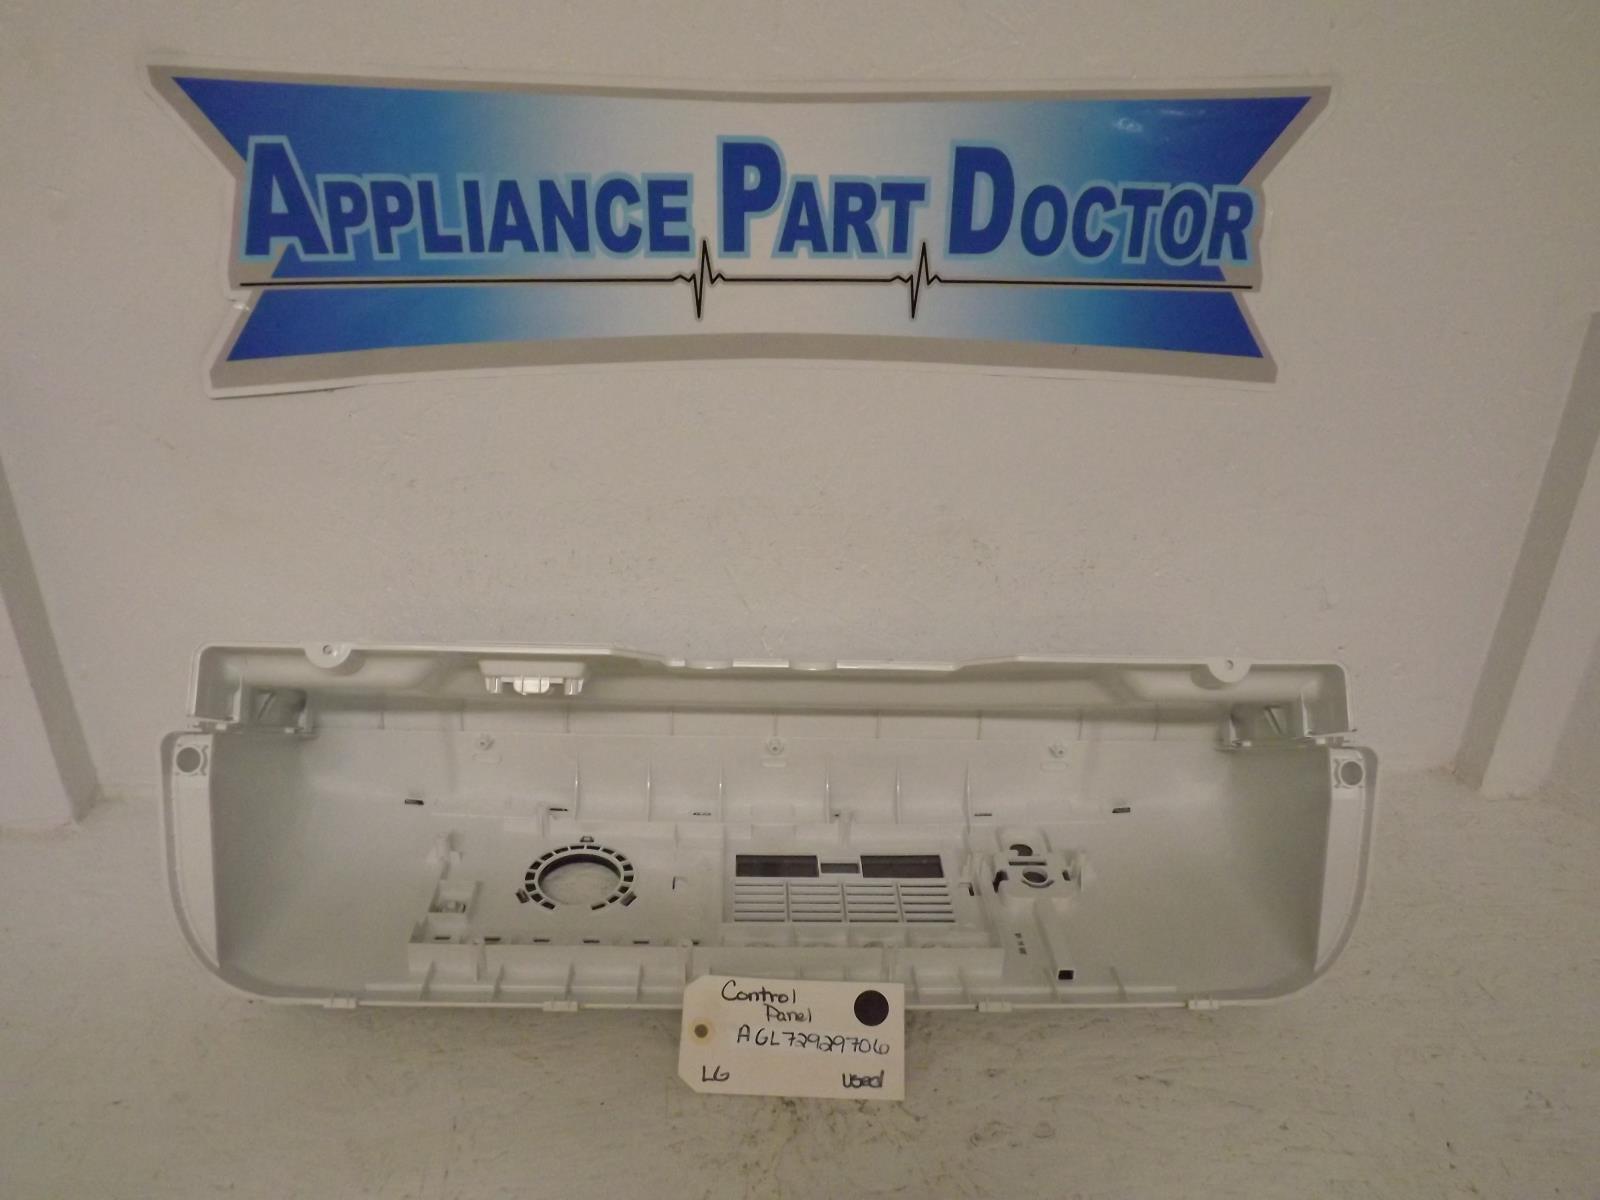 APPLIANCE PART DOCTOR
Control
Panel
AGL72929706
LG
Used